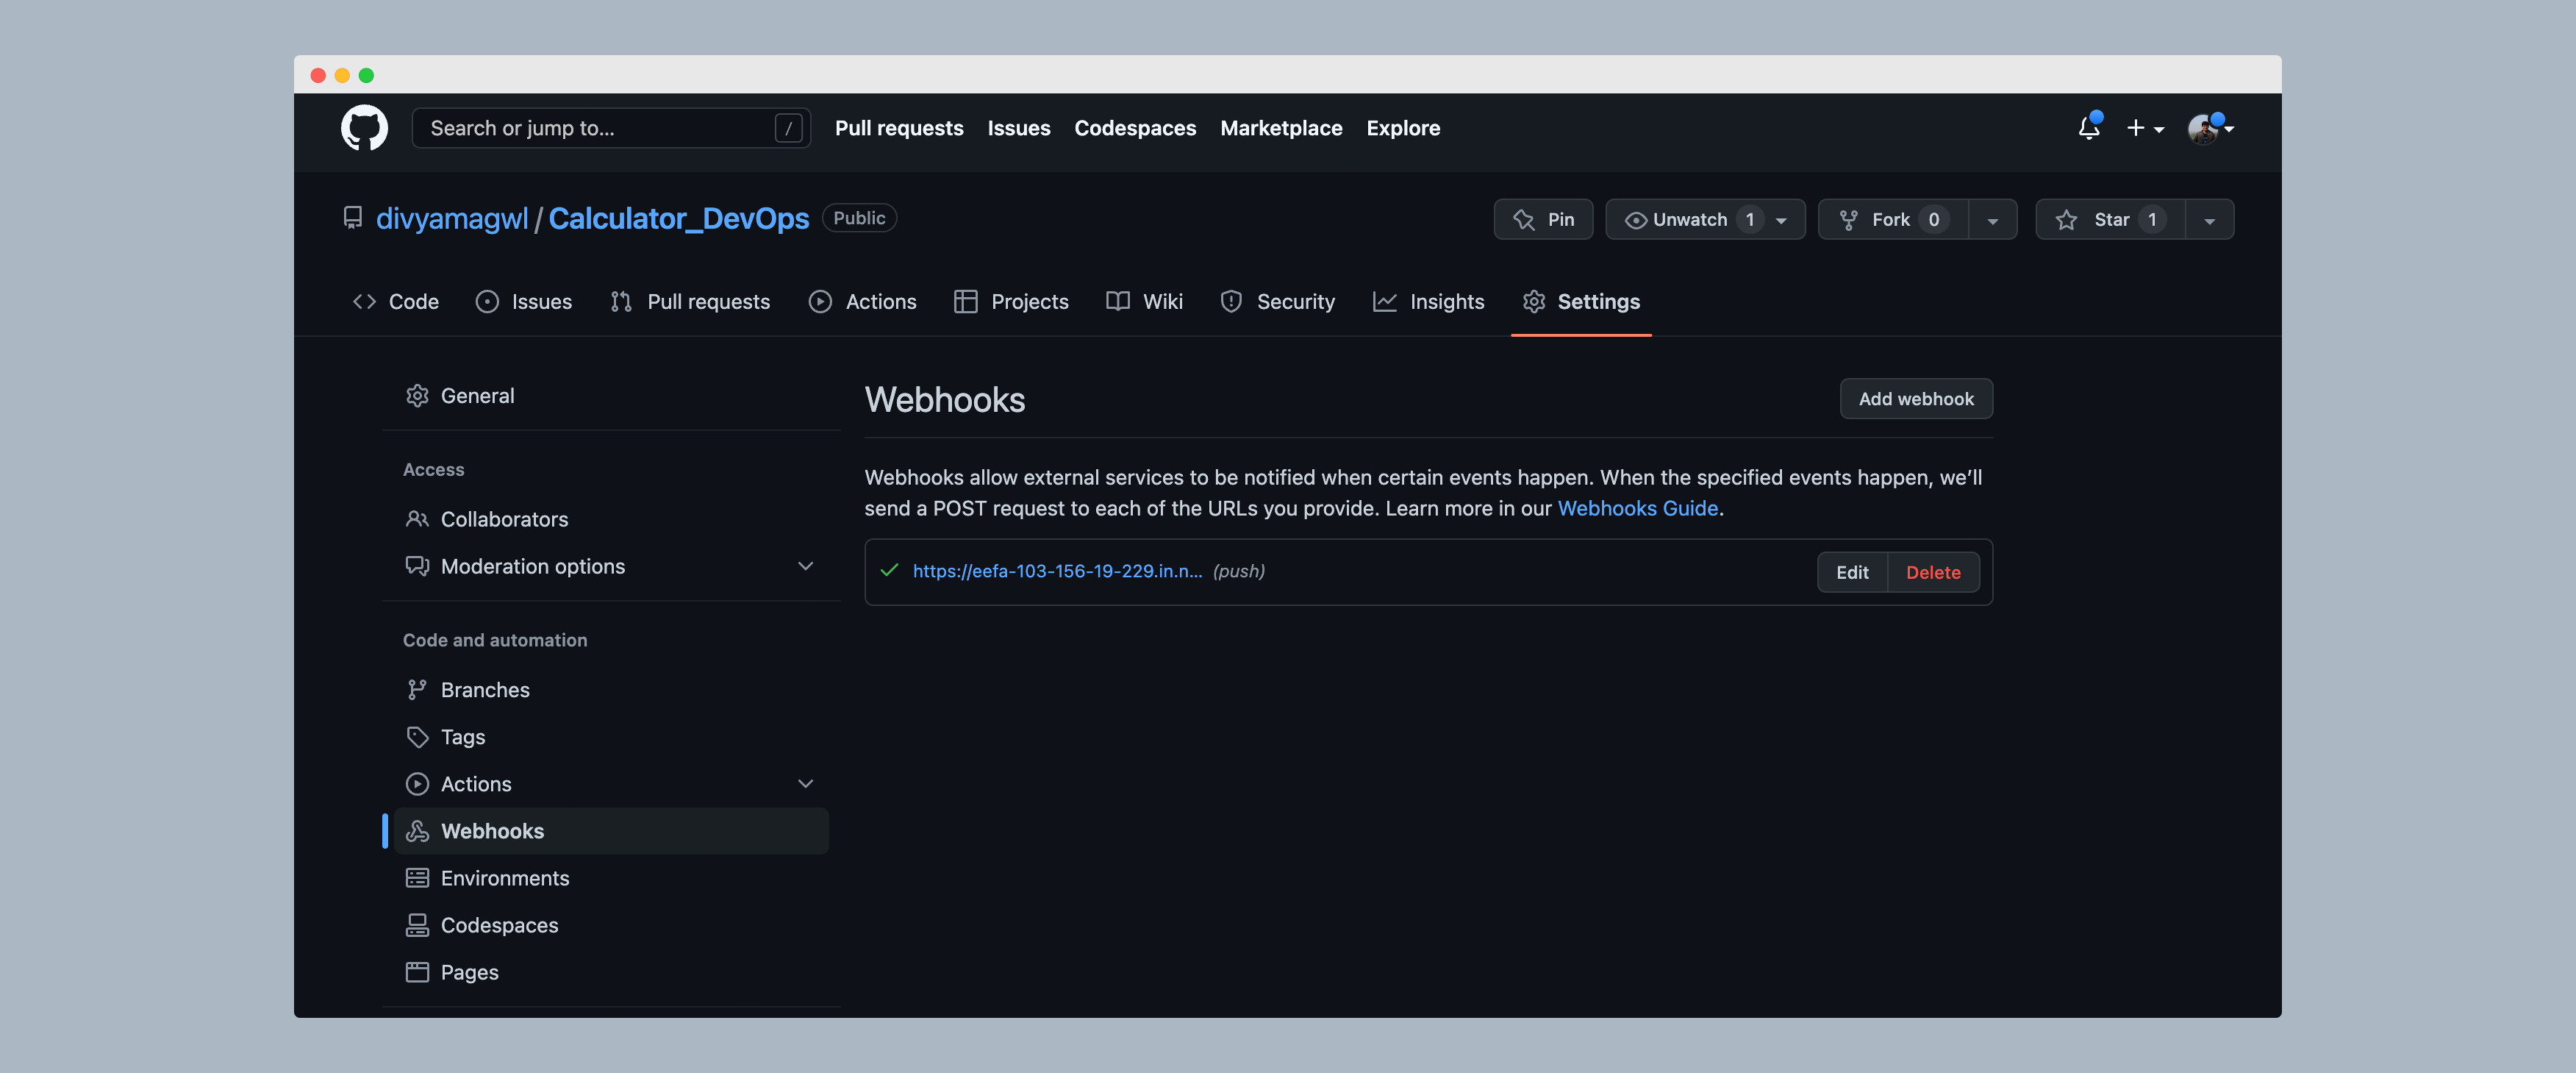 Search or jump to... / Pull requests Issues Codespaces Marketplace Explore
divyamagwl / Calculator_DevOps Public Pin Unwatch 1 Fork 0 Star 1
Code Issues Pull requests Actions Projects Wiki Security Insights Settings
General
Access
Collaborators
Moderation options
Code and automation
Branches
Tags
Actions
Webhooks
Environments
Codespaces
Pages
Webhooks Add webhook
Webhooks allow external services to be notified when certain events happen. When the specified events happen, we’ll
send a POST request to each of the URLs you provide. Learn more in our Webhooks Guide.
https://eefa-103-156-19-229.in.n... (push) Edit Delete